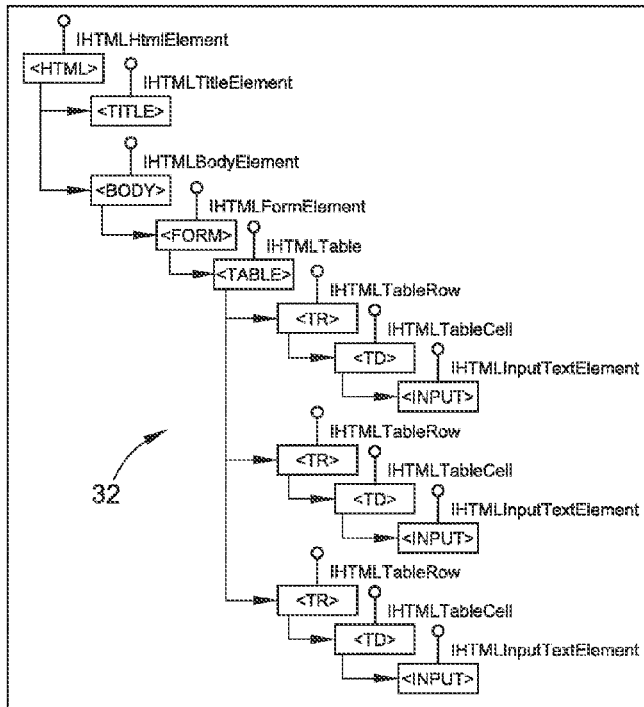 IHTMLHtmlElement
<HTML>
IHTMLTitleElement
<TITLE>
IHTMLBodyElement
<BODY>
IHTMLFormElement
<FORM>
IHTMLTable
<TABLE>
IHTMLTableRow
<TR>
IHTMLTableCell
<TD>
IHTMLInputTextElement
<INPUT>
IHTMLTableRow
<TR>
IHTMLTableCell
<TD>
IHTMLInputTextElement
<INPUT>
32
IHTMLTableRow
<TR>
IHTMLTableCell
<TD>
IHTMLInputTextElement
<INPUT>